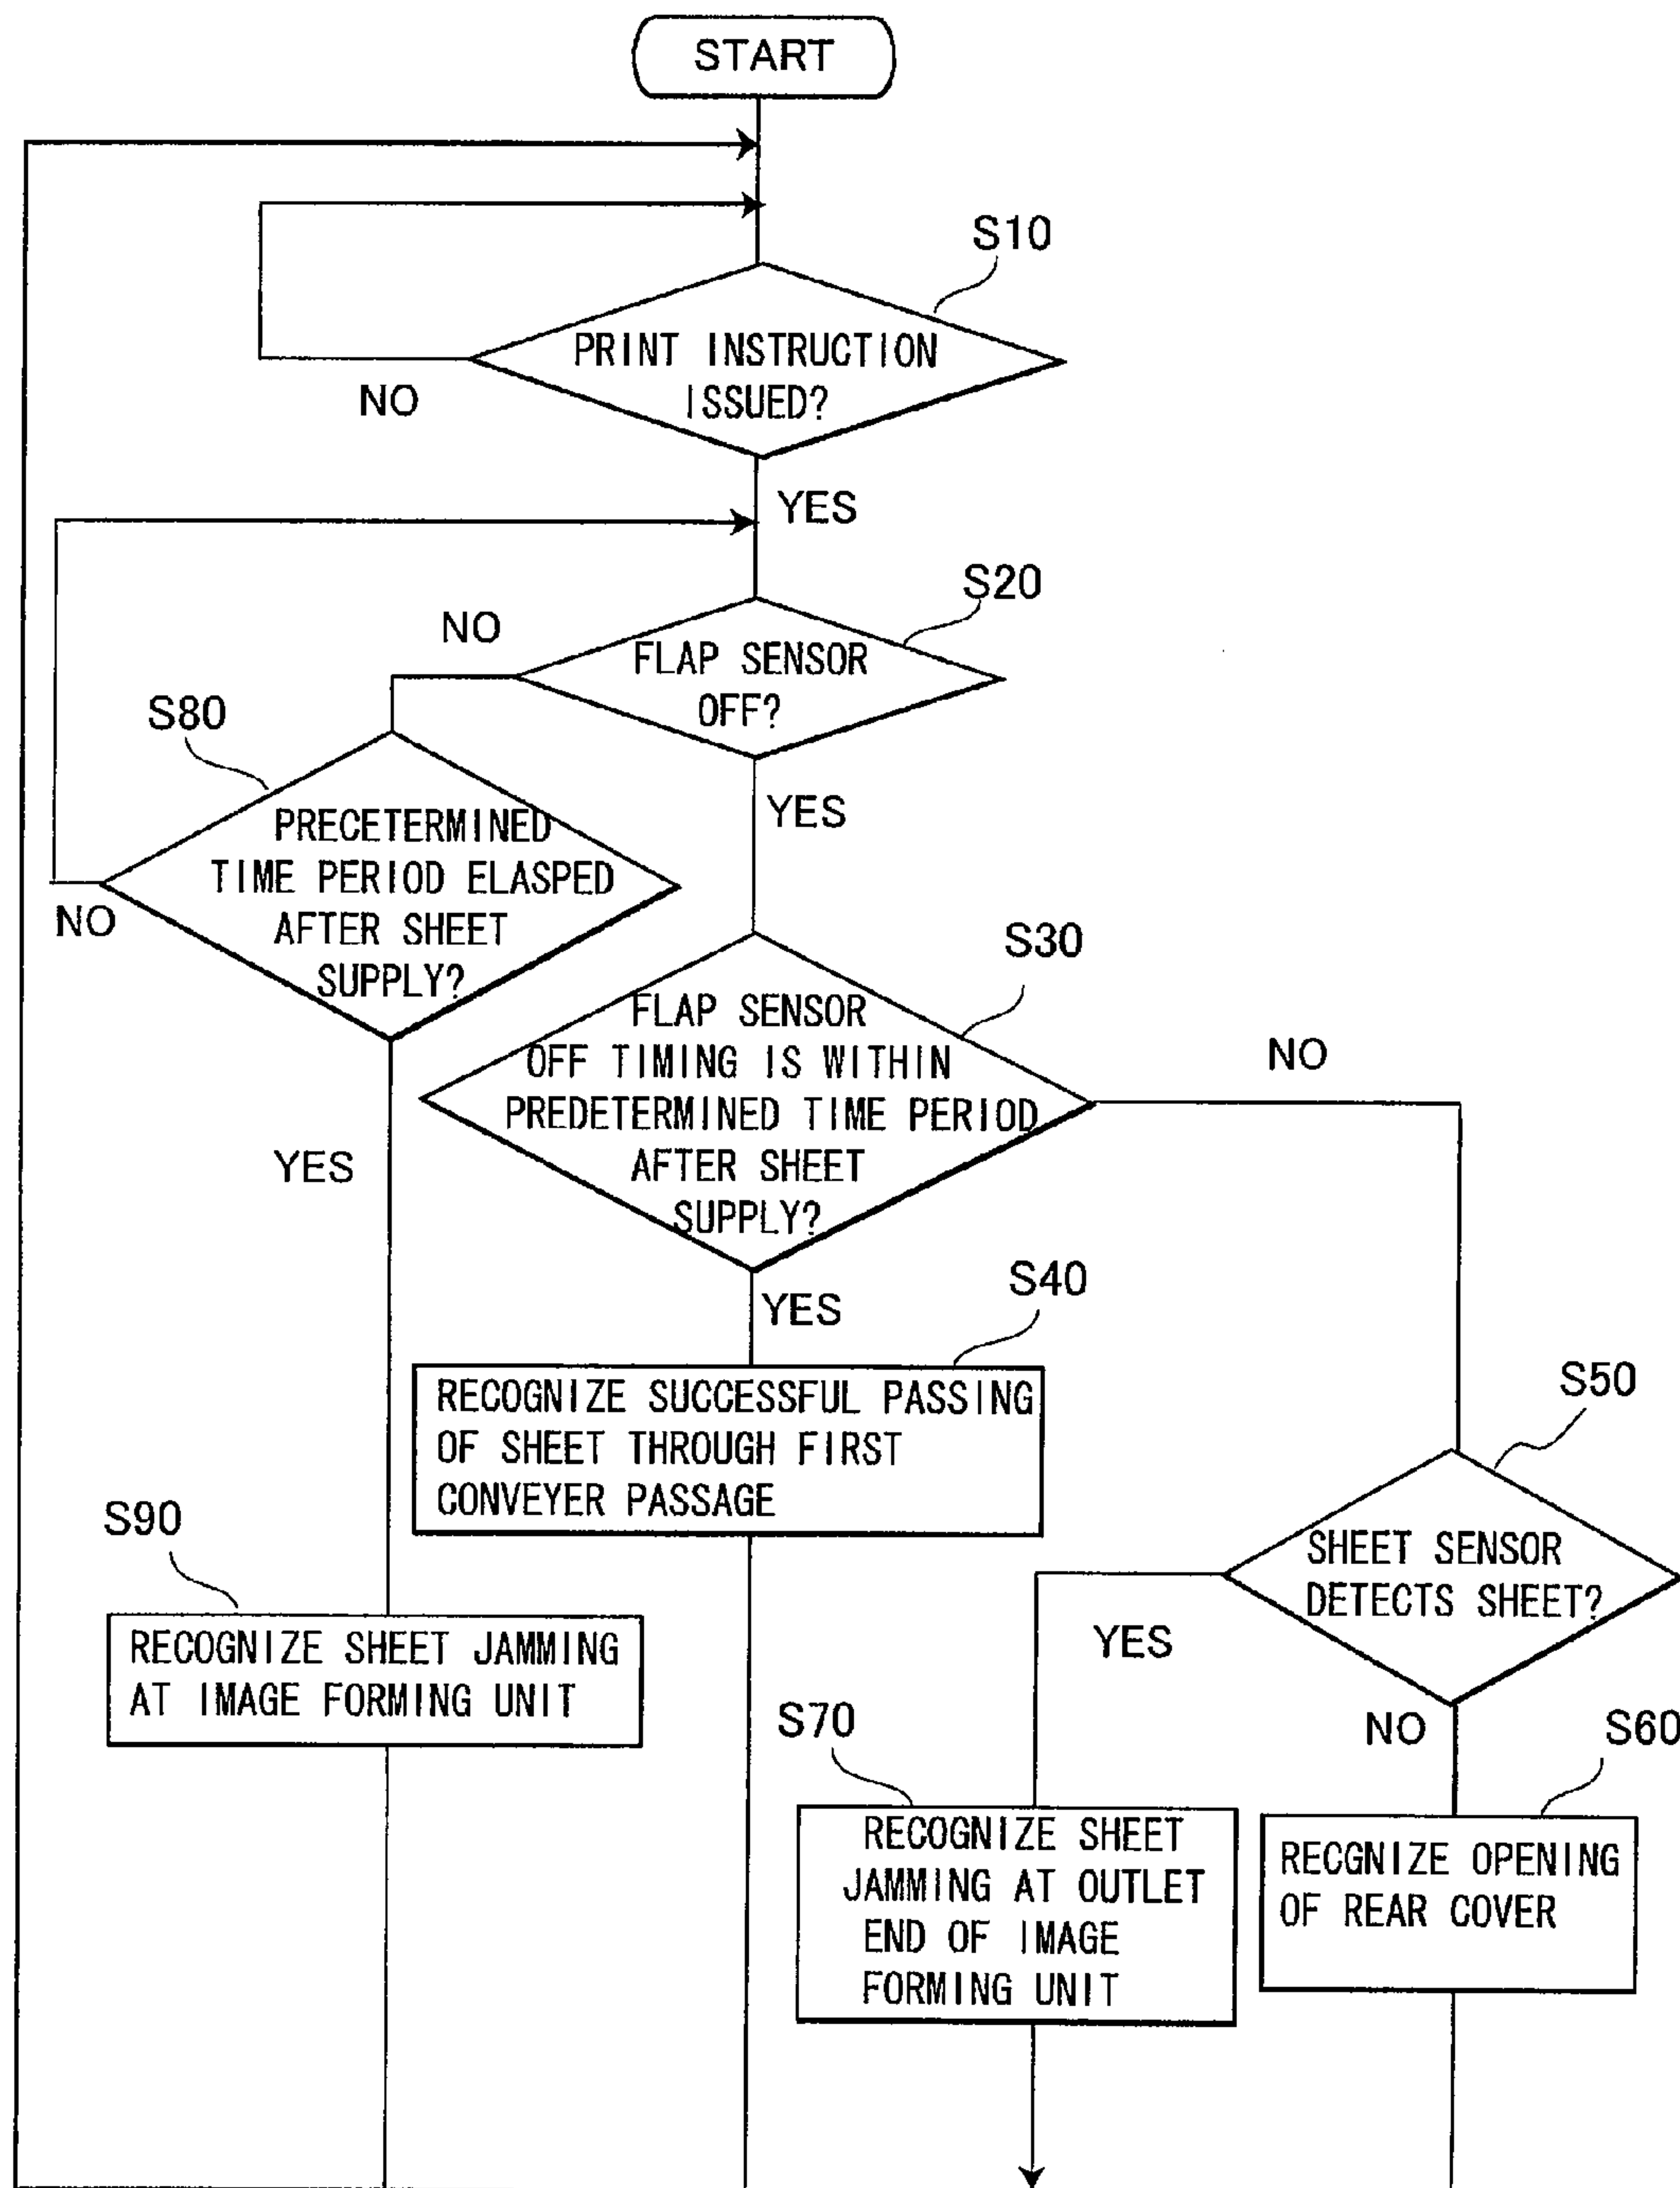 START
S10
PRINT INSTRUCTION
ISSUED?
NO
YES
S20
NO
FLAP SENSOR
OFF?
S80
YES
PRECETERMINED
TIME PERIOD ELASPED
AFTER SHEET
SUPPLY?
NO
S30
FLAP SENSOR
OFF TIMING IS WITHIN
PREDETERMINED TIME PERIOD
AFTER SHEET
SUPPLY?
NO
YES
S40
YES
RECOGNIZE SUCCESSFUL PASSING
OF SHEET THROUGH FIRST
CONVEYER PASSAGE
S50
SHEET SENSOR
DETECTS SHEET?
S90
YES
RECOGNIZE SHEET JAMMING
AT IMAGE FORMING UNIT
S70
NO
S60
RECOGNIZE SHEET
JAMMING AT OUTLET
END OF IMAGE
FORMING UNIT
RECGNIZE OPENING
OF REAR COVER